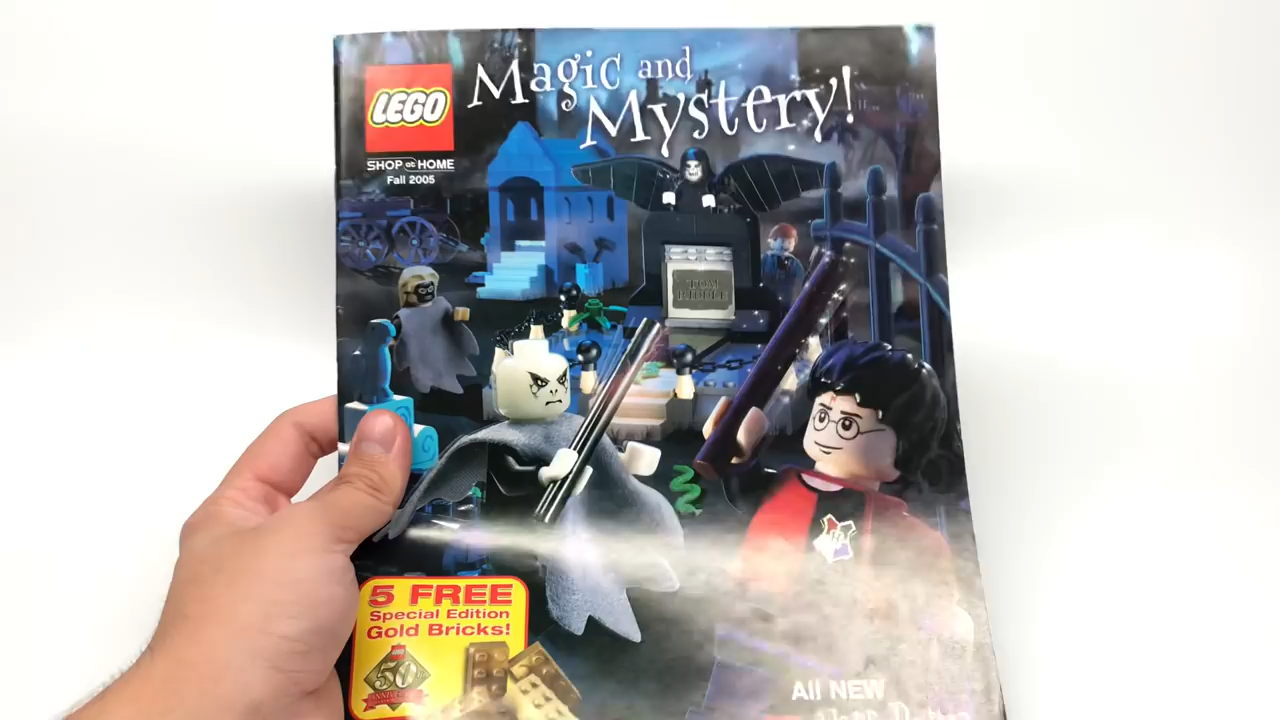 LEGO
SHOP at HOME
Fall 2005
Magic and
Mystery!
TOM
RIDDLE
5 FREE
Special Edition
Gold Bricks!
LEGO
50
All NEW